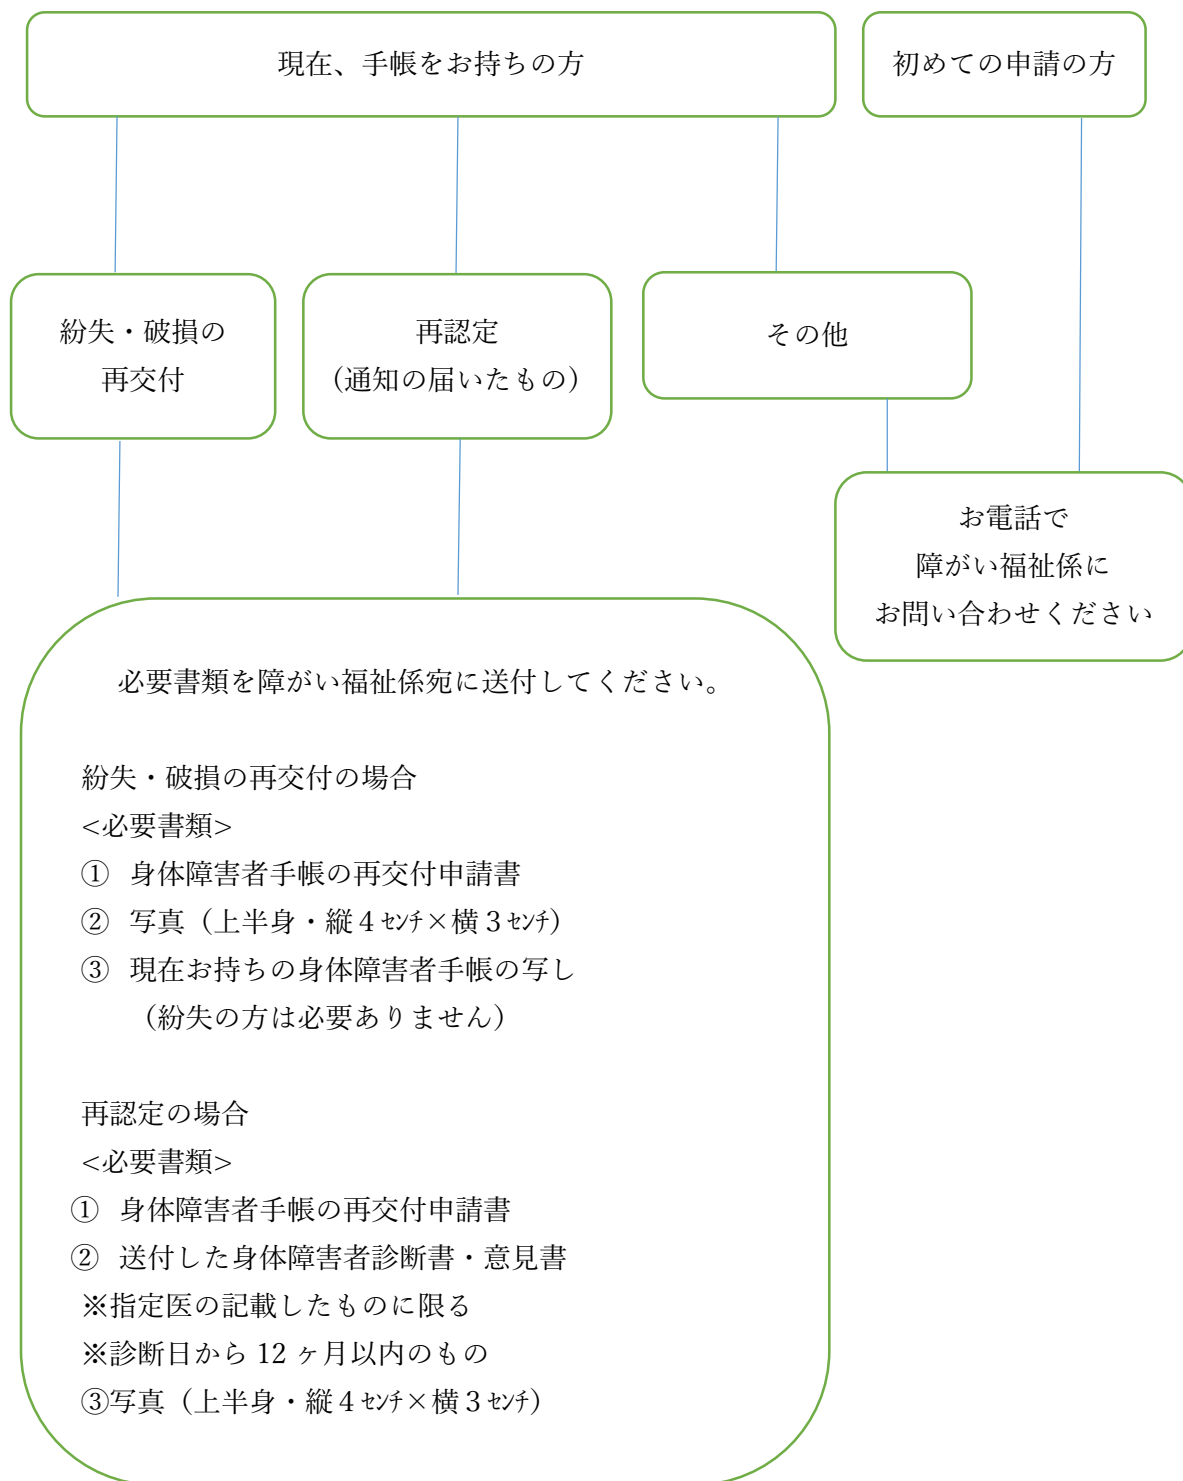 現在、手帳をお持ちの方
初めての申請の方
紛失・破損の
再交付
再認定
（通知の届いたもの）
その他
お電話で
障がい福祉係に
お問い合わせください
必要書類を障がい福祉係宛に送付してください。
紛失・破損の再交付の場合
<必要書類>
① 身体障害者手帳の再交付申請書
② 写真（上半身・縦４㌢×横３㌢）
③ 現在お持ちの身体障害者手帳の写し
（紛失の方は必要ありません）
再認定の場合
<必要書類>
① 身体障害者手帳の再交付申請書
② 送付した身体障害者診断書・意見書
※指定医の記載したものに限る
※診断日から 12 ヶ月以内のもの
③写真（上半身・縦４㌢×横３㌢）